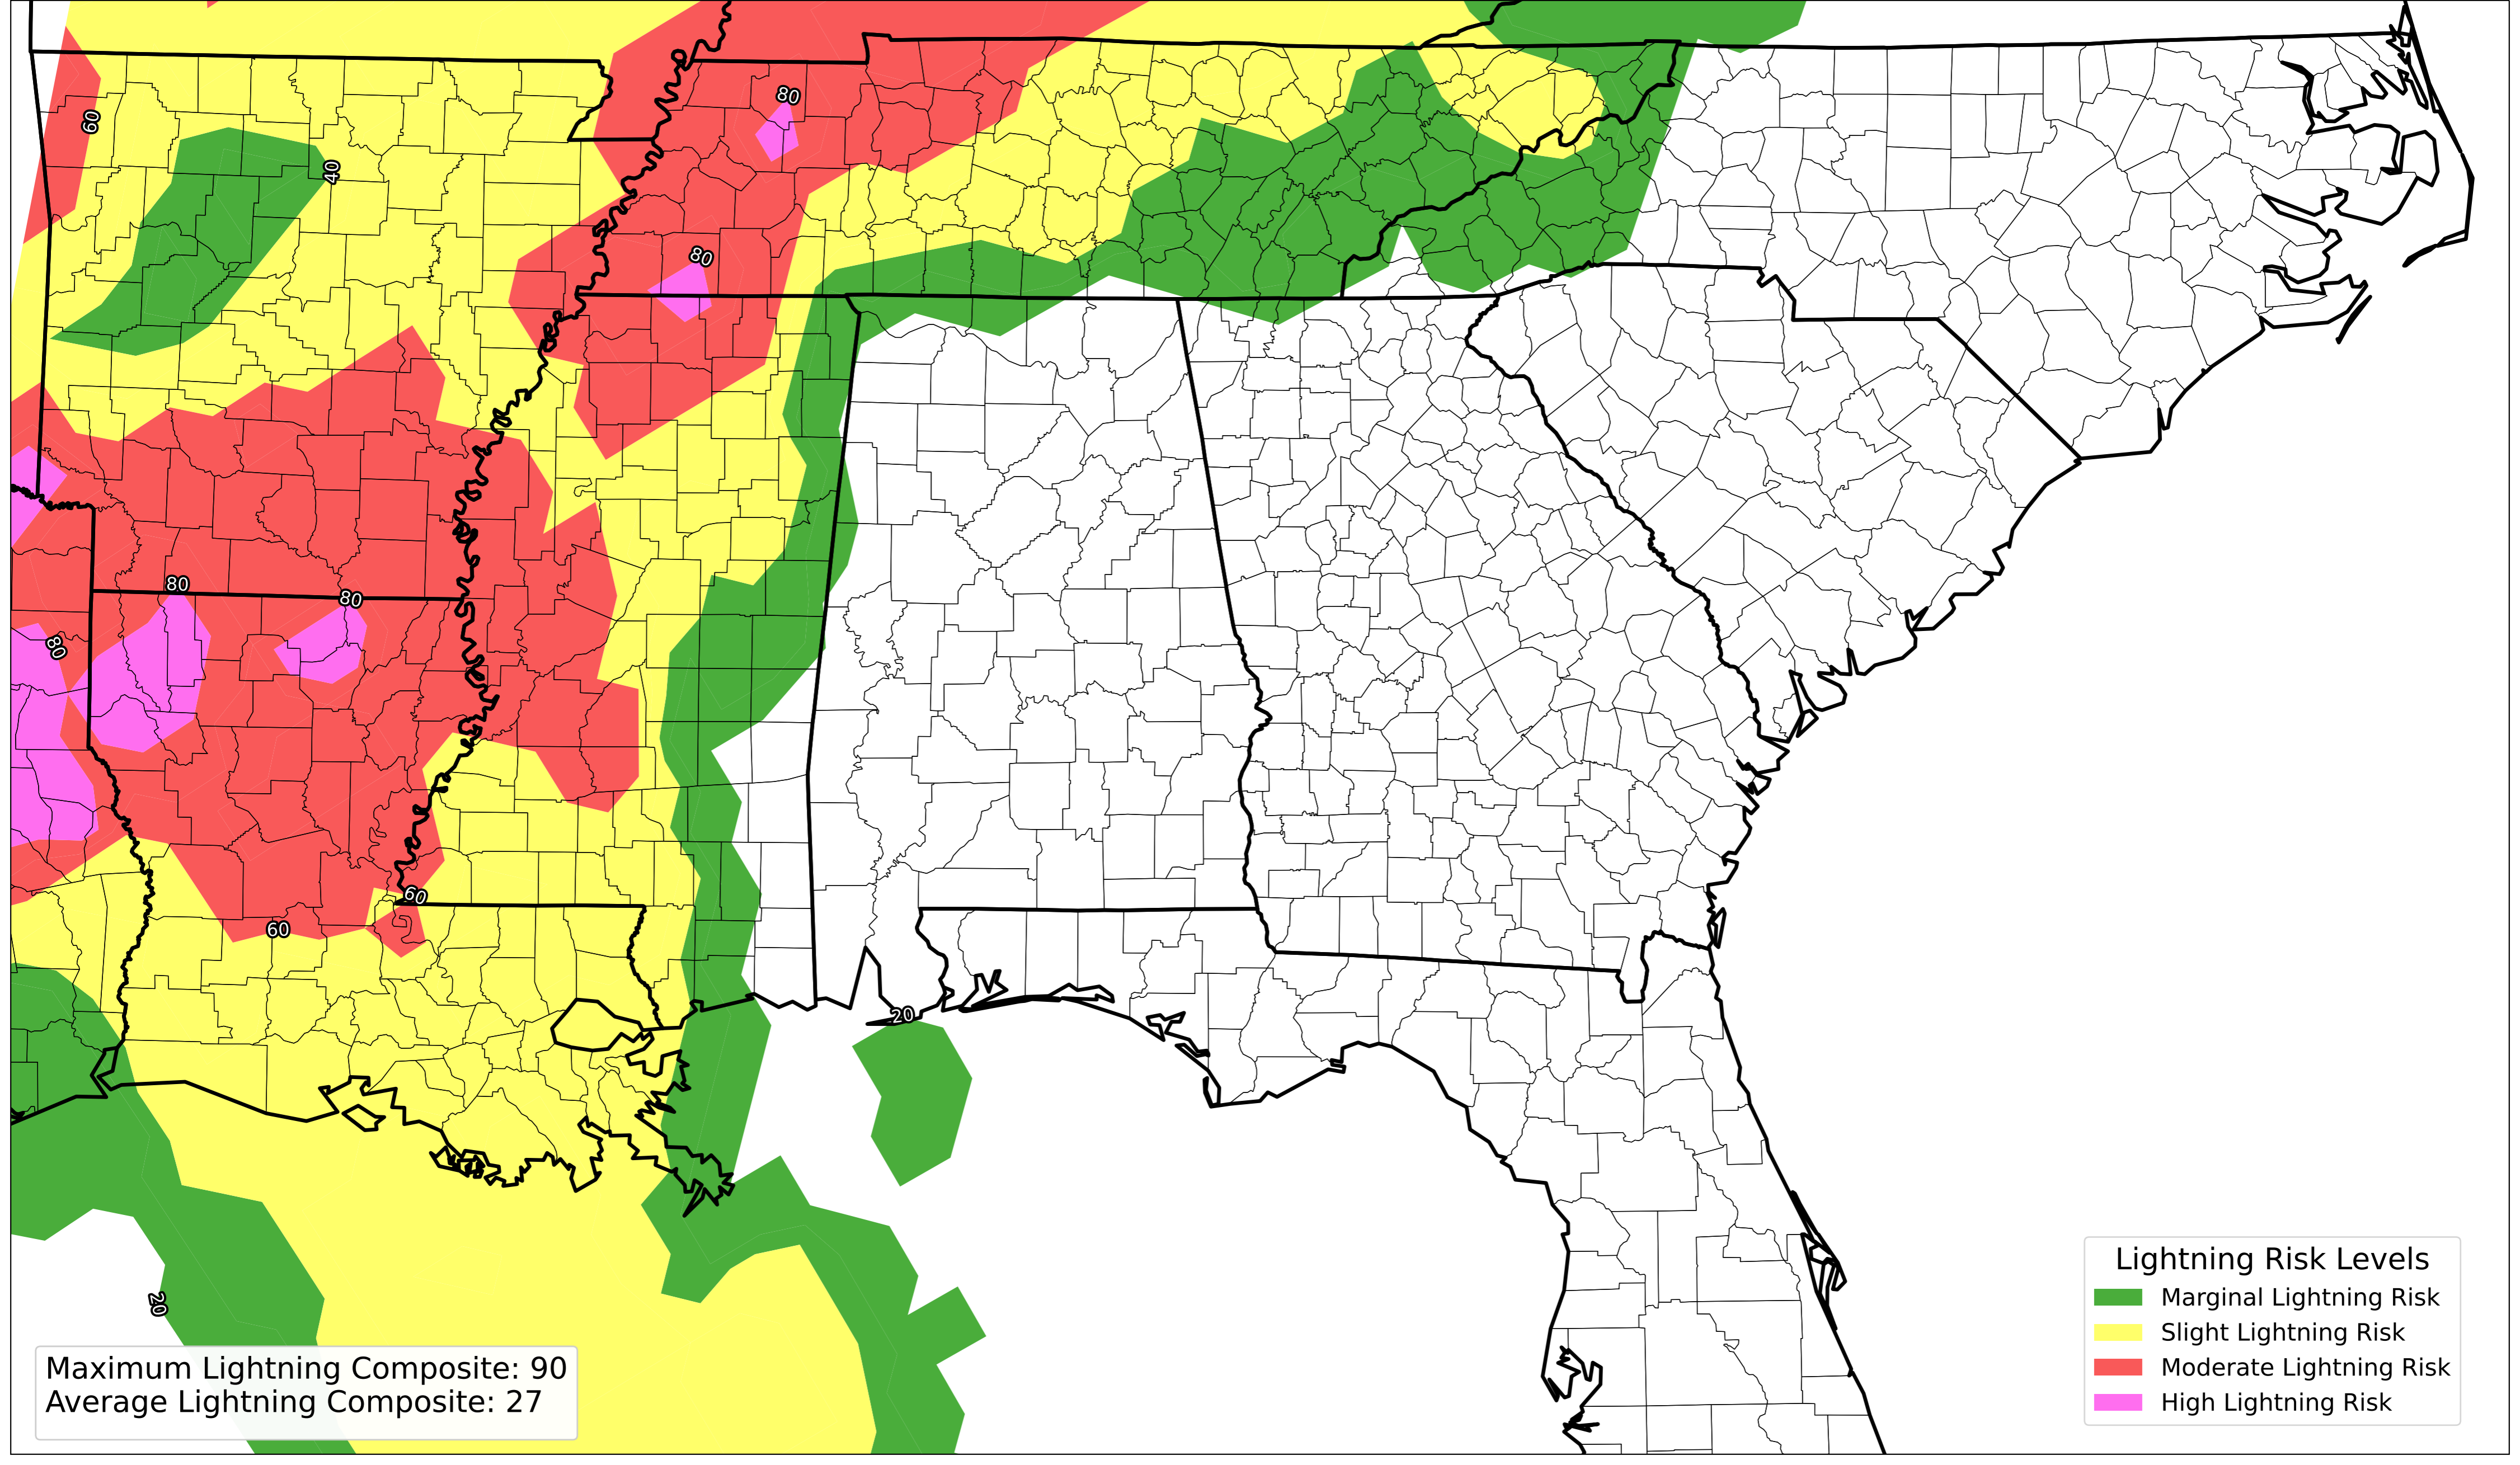 80
60
40
80
80
80
80
60
60
20
20
Lightning Risk Levels
Marginal Lightning Risk
Slight Lightning Risk
Moderate Lightning Risk
High Lightning Risk
Maximum Lightning Composite: 90
Average Lightning Composite: 27